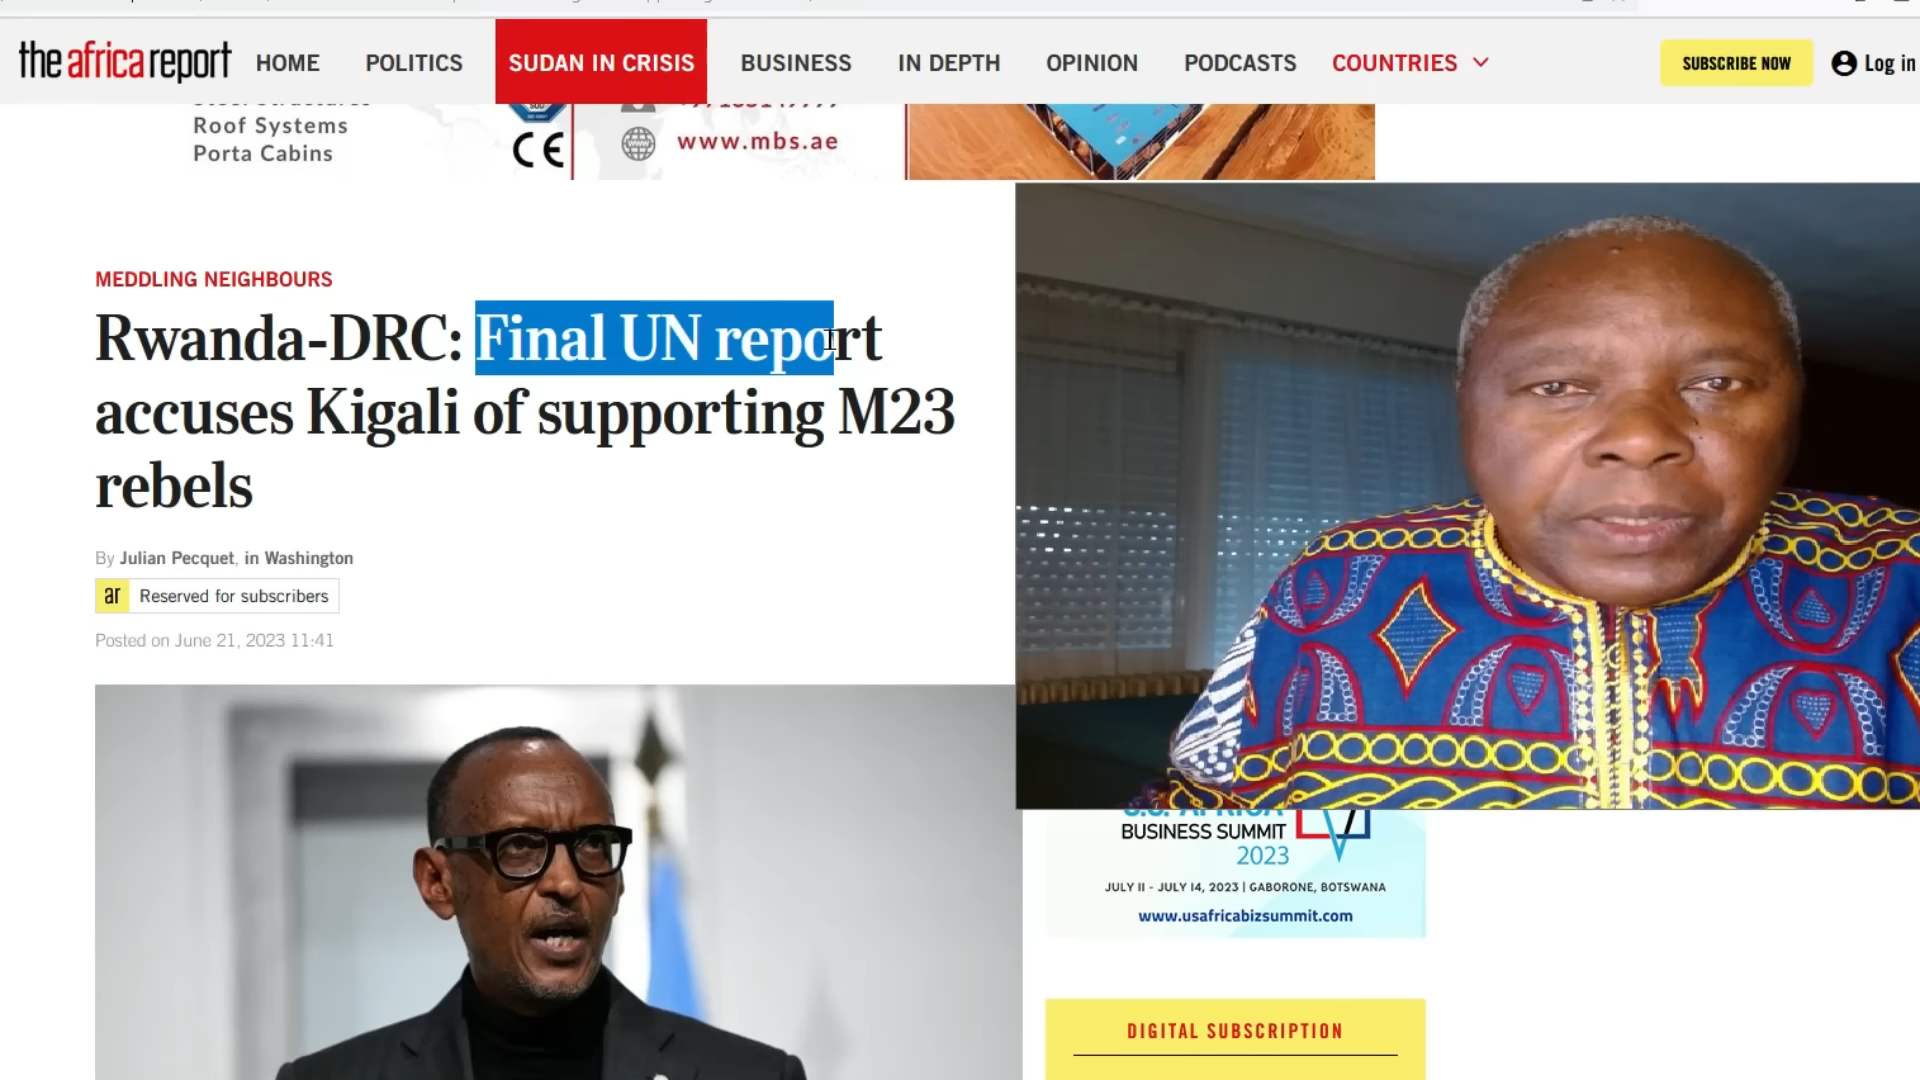 the africa report
HOME
POLITICS
SUDAN IN CRISIS
BUSINESS
IN DEPTH
OPINION
PODCASTS
COUNTRIES
SUBSCRIBE NOW
Log in
Roof Systems
Porta Cabins
CE
www.mbs.ae
MEDDLING NEIGHBOURS
Rwanda-DRC: Final UN report
accuses Kigali of supporting M23
rebels
By Julian Pecquet, in Washington
ar Reserved for subscribers
Posted on June 21, 2023 11:41
BUSINESS SUMMIT
2023
JULY 11 - JULY 14, 2023 | GABORONE, BOTSWANA
www.usafricabizsummit.com
DIGITAL SUBSCRIPTION